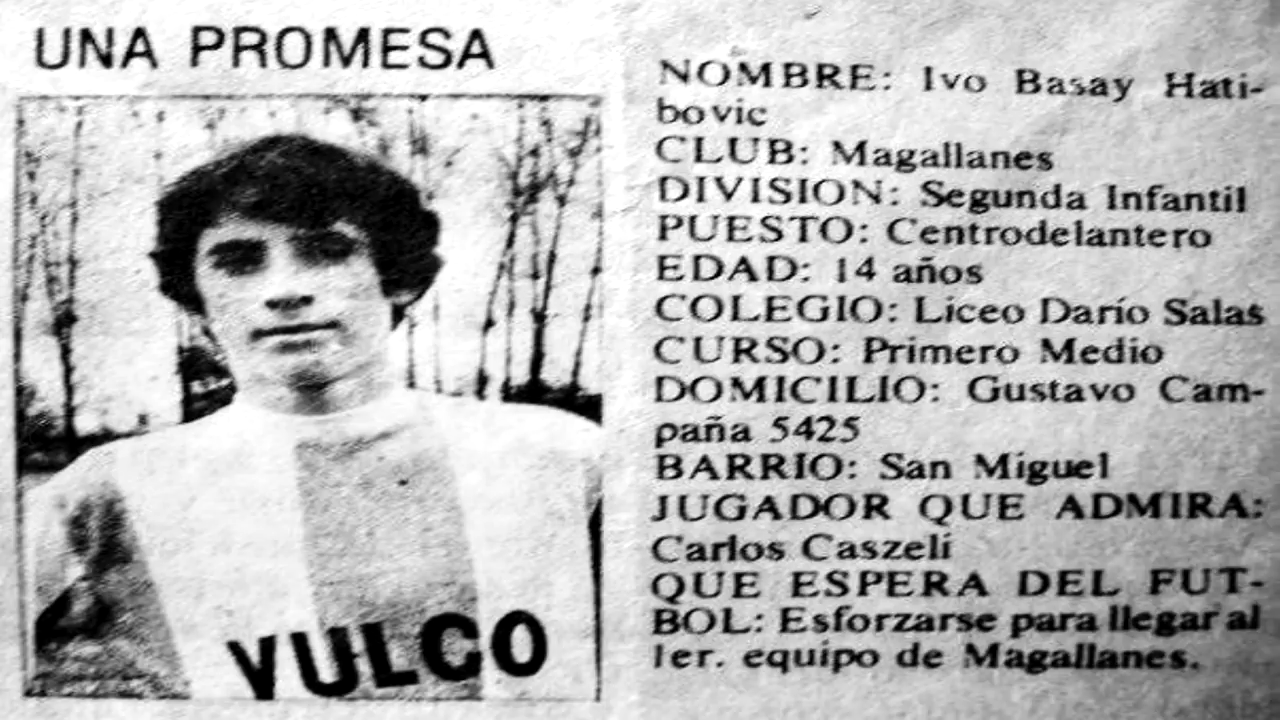 UNA PROMESA
NOMBRE: Ivo Basay Hati-
bovic
CLUB: Magallanes
DIVISION: Segunda Infantil
PUESTO: Centrodelantero
EDAD: 14 años
COLEGIO: Liceo Darío Salas
CURSO: Primero Medio
DOMICILIO: Gustavo Cam-
paña 5425
BARRIO: San Miguel
JUGADOR QUE ADMIRA:
Carlos Caszeli
QUE ESPERA DEL FUT-
BOL: Esforzarse para llegar al
1er. equipo de Magallanes.
VULCO